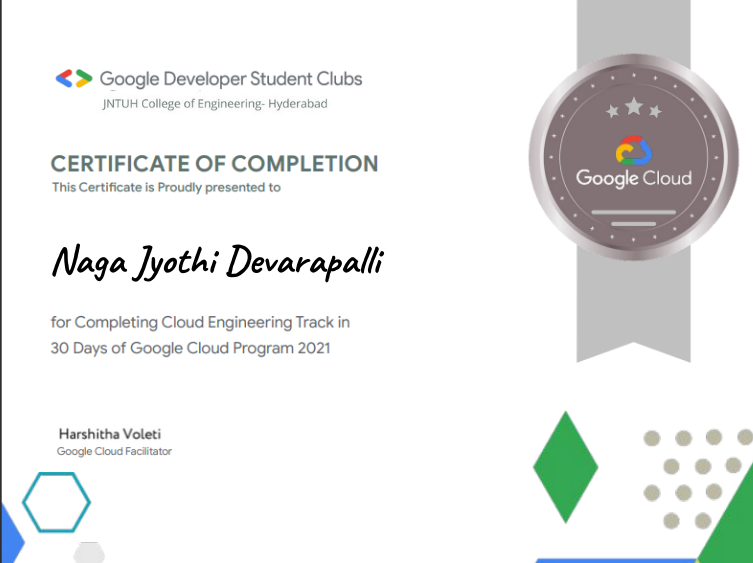 Google Developer Student Clubs
JNTUH College of Engineering- Hyderabad
CERTIFICATE OF COMPLETION
This Certificate is Proudly presented to
Naga Jyothi Devarapalli
for Completing Cloud Engineering Track in
30 Days of Google Cloud Program 2021
Harshitha Voleti
Google Cloud Facilitator
Google Cloud